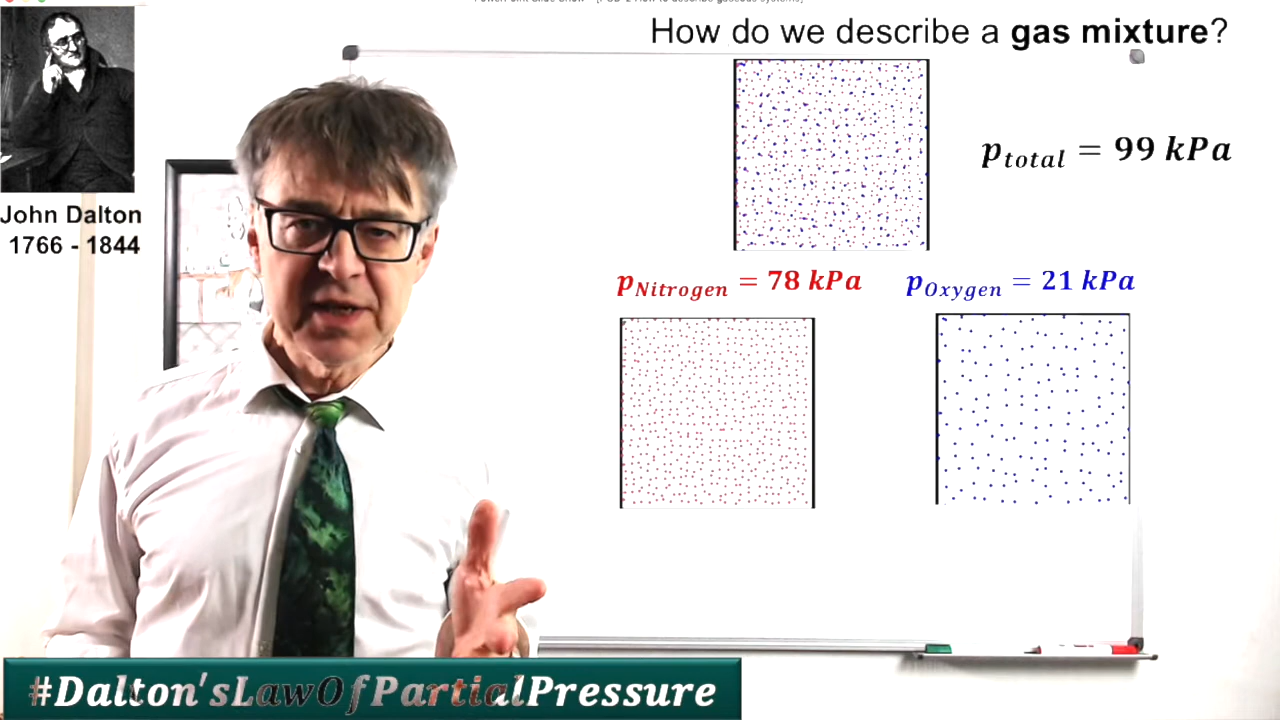 How do we describe a gas mixture?
John Dalton
1766 - 1844
p_total = 99 kPa
p_Nitrogen = 78 kPa
p_Oxygen = 21 kPa
#Dalton'sLawOfPartialPressure